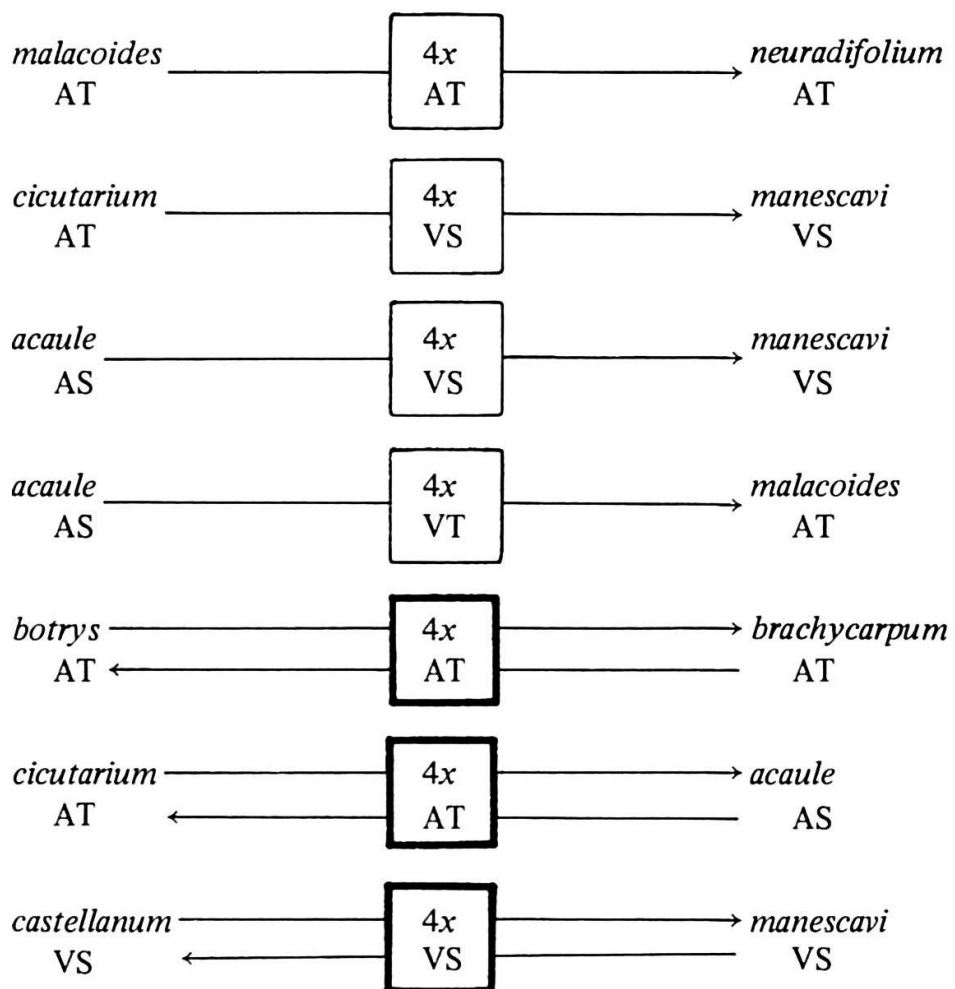 malacoides 4x neuradifolium
AT AT AT
cicutarium 4x manescavi
AT VS VS
acaule 4x manescavi
AS VS VS
acaule 4x malacoides
AS VT AT
botrys 4x brachycarpum
AT AT AT
cicutarium 4x acaule
AT AT AS
castellanum 4x manescavi
VS VS VS